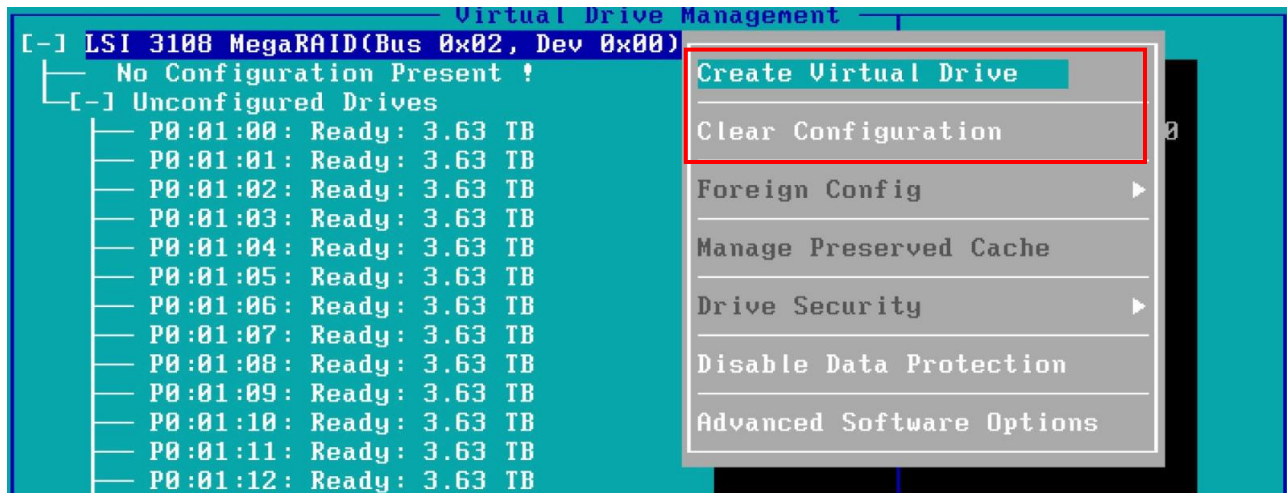 Virtual Drive Management
[-] LSI 3108 MegaRAID(Bus 0x02, Dev 0x00)
No Configuration Present !
[-] Unconfigured Drives
P0:01:00: Ready: 3.63 TB
P0:01:01: Ready: 3.63 TB
P0:01:02: Ready: 3.63 TB
P0:01:03: Ready: 3.63 TB
P0:01:04: Ready: 3.63 TB
P0:01:05: Ready: 3.63 TB
P0:01:06: Ready: 3.63 TB
P0:01:07: Ready: 3.63 TB
P0:01:08: Ready: 3.63 TB
P0:01:09: Ready: 3.63 TB
P0:01:10: Ready: 3.63 TB
P0:01:11: Ready: 3.63 TB
P0:01:12: Ready: 3.63 TB
Create Virtual Drive
Clear Configuration
0
Foreign Config
Manage Preserved Cache
Drive Security
Disable Data Protection
Advanced Software Options